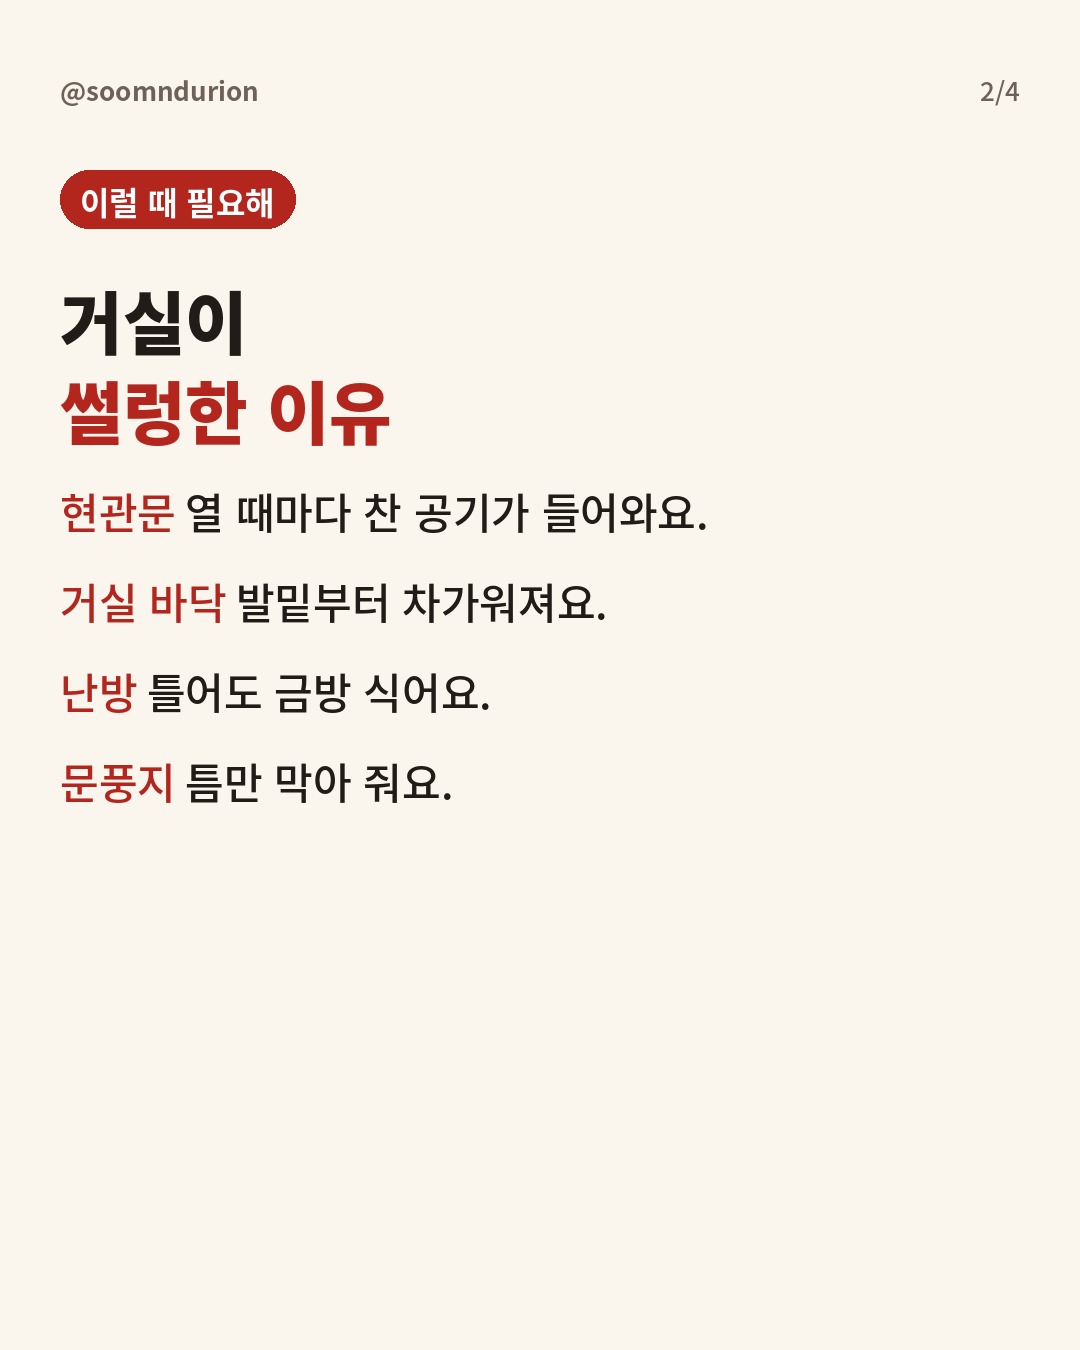 @soomndurion
2/4
이럴 때 필요해
거실이
썰렁한 이유
현관문 열 때마다 찬 공기가 들어와요.
거실 바닥 발밑부터 차가워져요.
난방 틀어도 금방 식어요.
문풍지 틈만 막아 줘요.